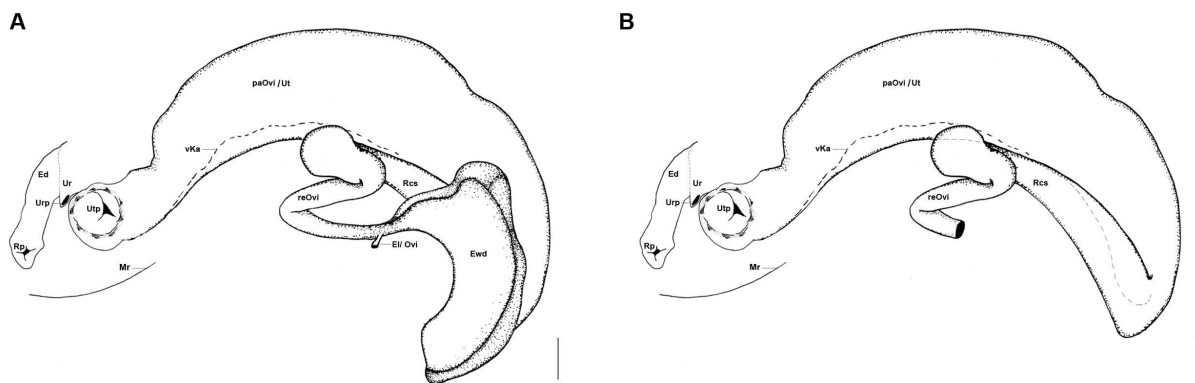 A
paOvi /Ut
vKa
Ed
Ur
Urp
Utp
Rcs
reOvi
Rp
El/ Ovi
Ewd
Mr
B
paOvi /Ut
vKa
Ed
Ur
Urp
Utp
Rcs
reOvi
Rp
Mr